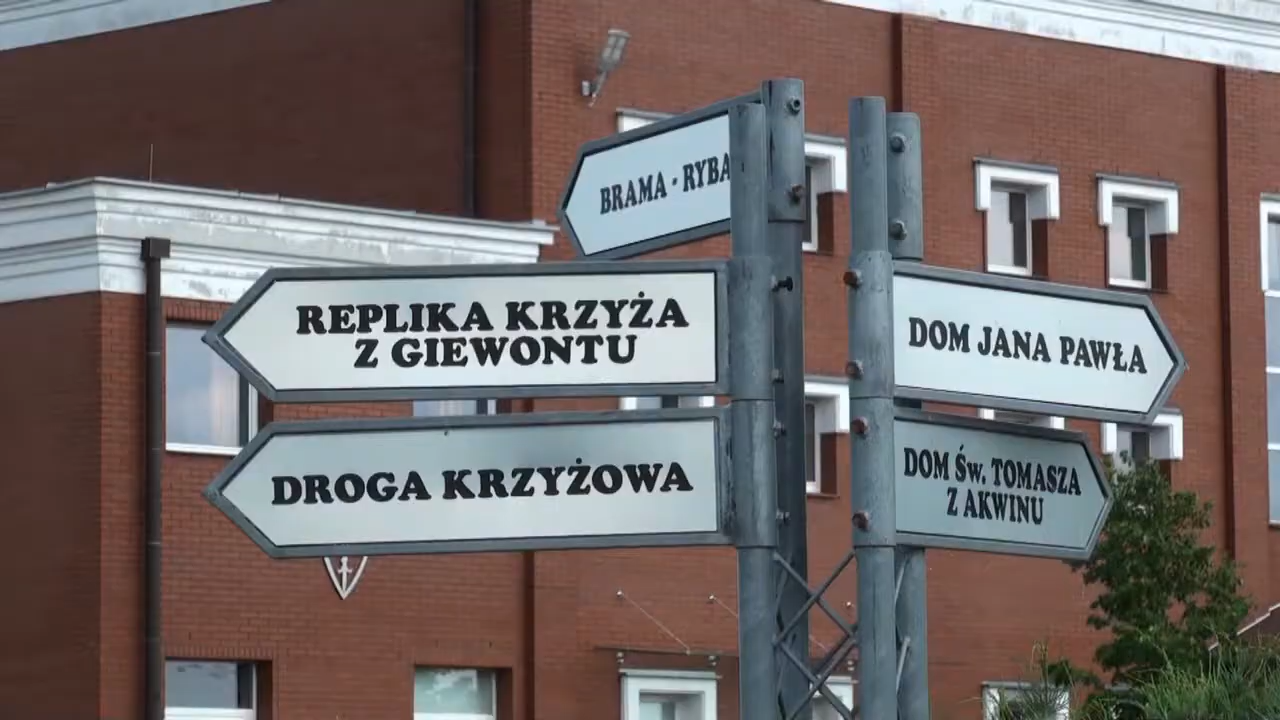 BRAMA - RYBA
REPLIKA KRZYŻA
Z GIEWONTU
DROGA KRZYŻOWA
DOM JANA PAWŁA
DOM ŚW. TOMASZA
Z AKWINU